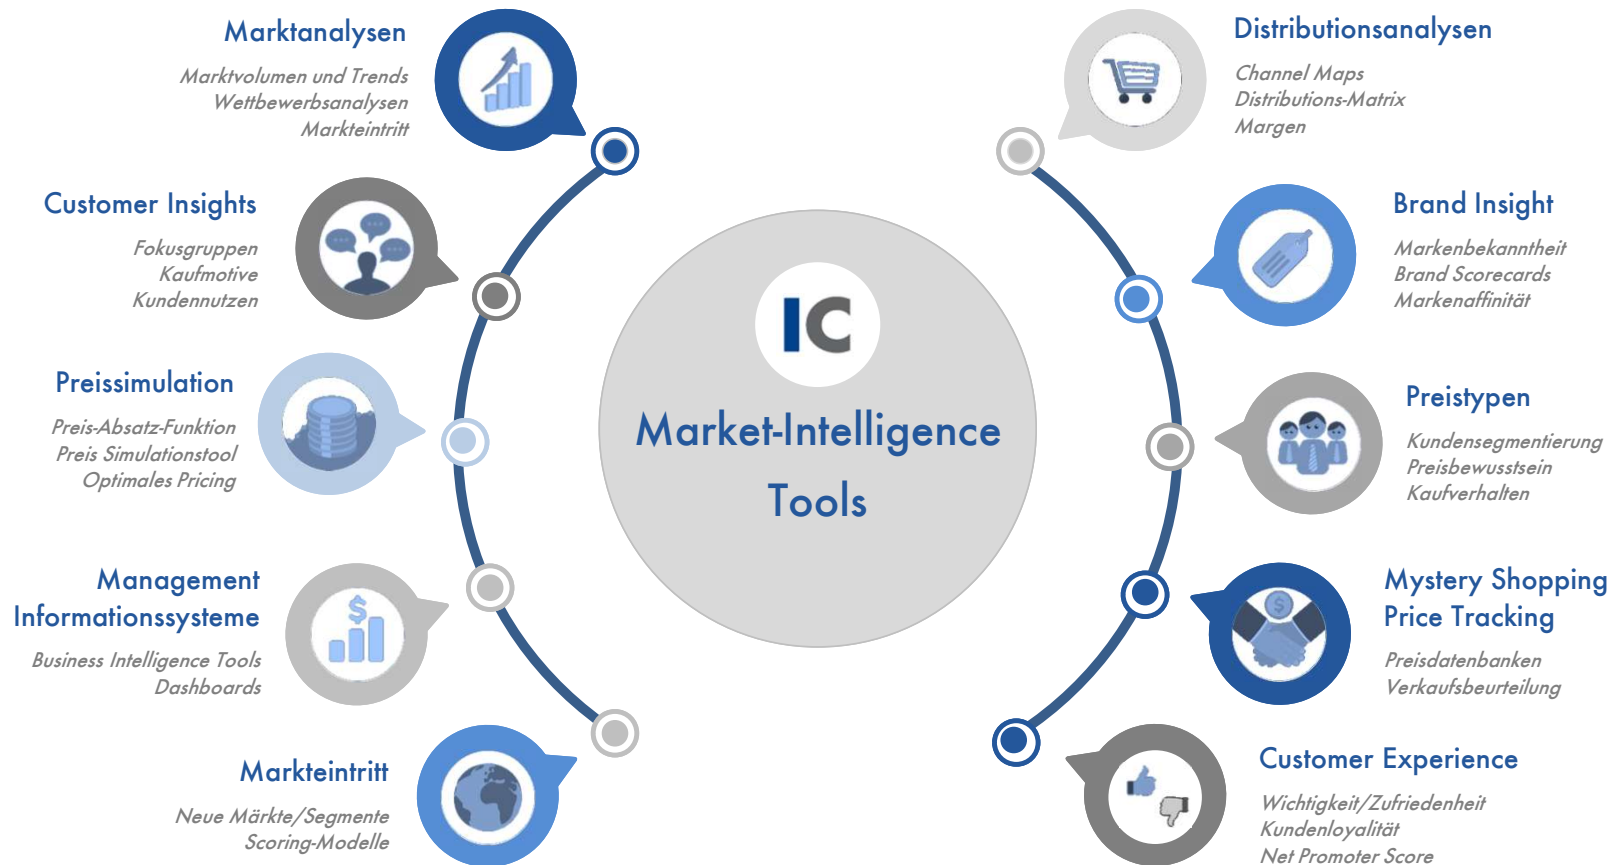 Marktanalysen
Marktvolumen und Trends
Wettbewerbsanalysen
Markteintritt
Customer Insights
Fokusgruppen
Kaufmotive
Kundennutzen
Preissimulation
Preis-Absatz-Funktion
Preis Simulationstool
Optimales Pricing
Management
Informationssysteme
Business Intelligence Tools
Dashboards
Markteintritt
Neue Märkte/Segmente
Scoring-Modelle
IC
Market-Intelligence
Tools
Distributionsanalysen
Channel Maps
Distributions-Matrix
Margen
Brand Insight
Markenbekanntheit
Brand Scorecards
Markenaffinität
Preistypen
Kundensegmentierung
Preisbewusstsein
Kaufverhalten
Mystery Shopping
Price Tracking
Preisdatenbanken
Verkaufsbeurteilung
Customer Experience
Wichtigkeit/Zufriedenheit
Kundenloyalität
Net Promoter Score